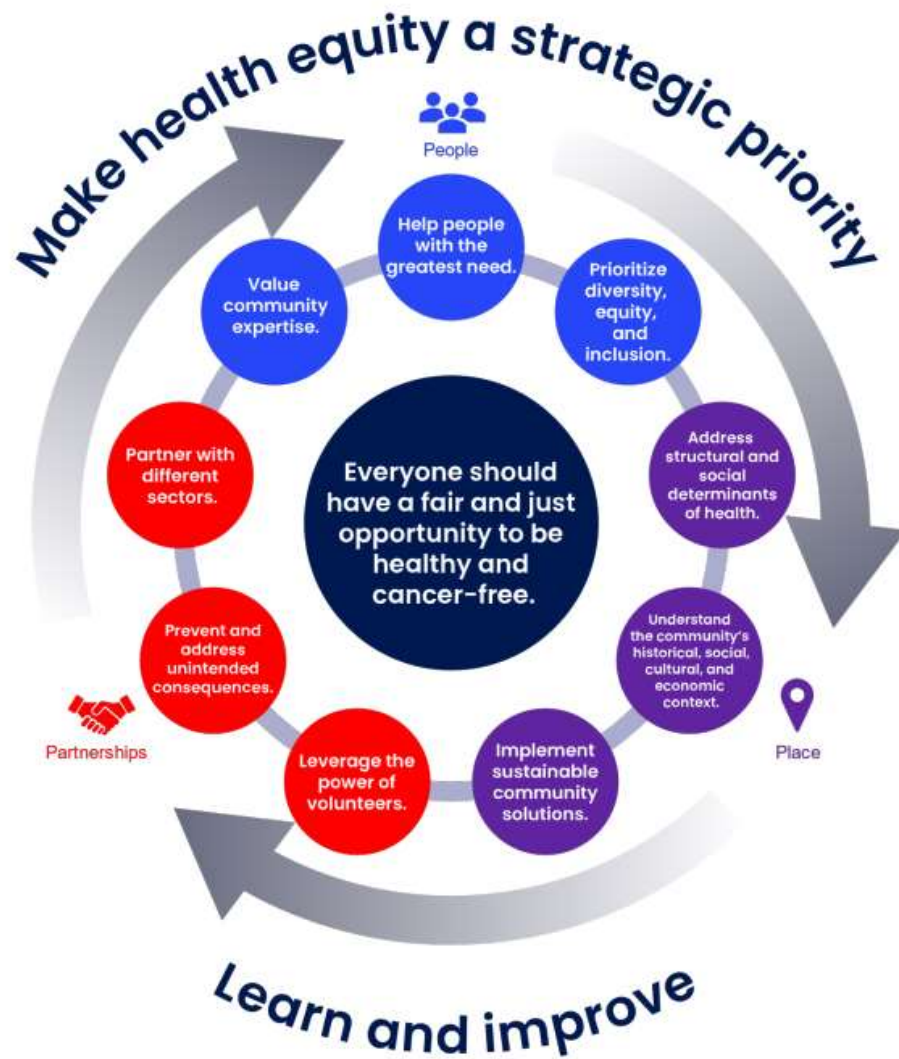 Make health equity a strategic priority
People
Help people
with the
greatest need.
Prioritize
diversity,
equity,
and
inclusion.
Address
structural and
social
determinants
of health.
Understand
the community's
historical, social,
cultural, and
economic
context.
Place
Implement
sustainable
community
solutions.
Leverage the
power of
volunteers.
Prevent and
address
unintended
consequences.
Partnerships
Partner with
different
sectors.
Value
community
expertise.
Everyone should
have a fair and just
opportunity to be
healthy and
cancer-free.
Learn and improve